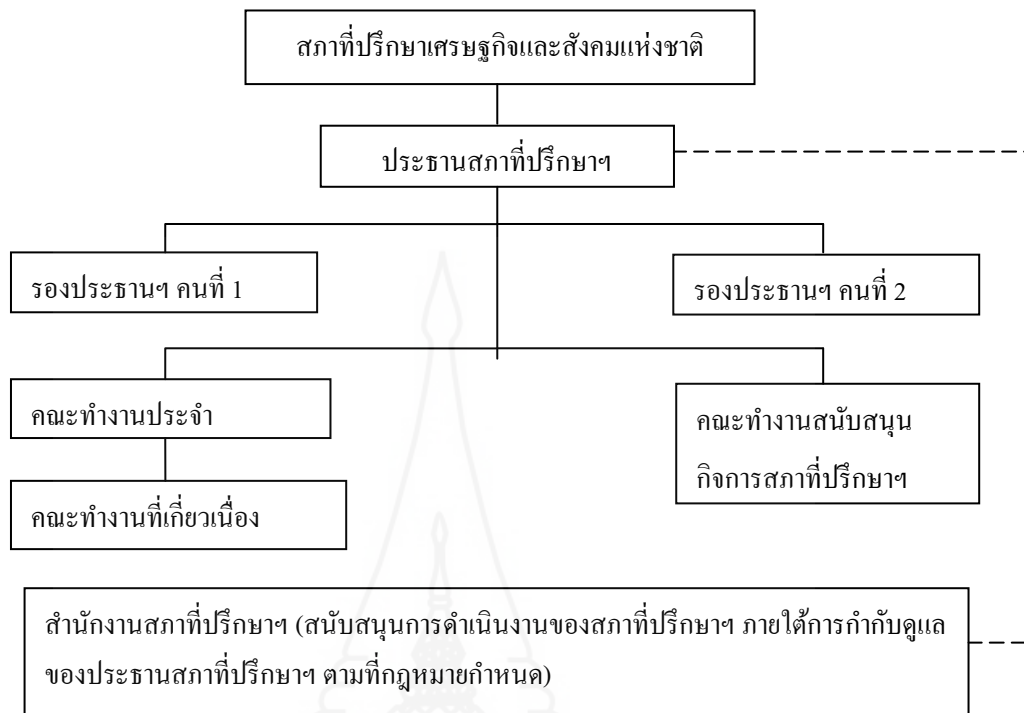 สภาที่ปรึกษาเศรษฐกิจและสังคมแห่งชาติ
ประธานสภาที่ปรึกษาฯ
รองประธานฯ คนที่ 1
รองประธานฯ คนที่ 2
คณะทำงานประจำ
คณะทำงานสนับสนุน
กิจการสภาที่ปรึกษาฯ
คณะทำงานที่เกี่ยวเนื่อง
สำนักงานสภาที่ปรึกษาฯ (สนับสนุนการดำเนินงานของสภาที่ปรึกษาฯ ภายใต้การกำกับดูแล
ของประธานสภาที่ปรึกษาฯ ตามที่กฎหมายกำหนด)